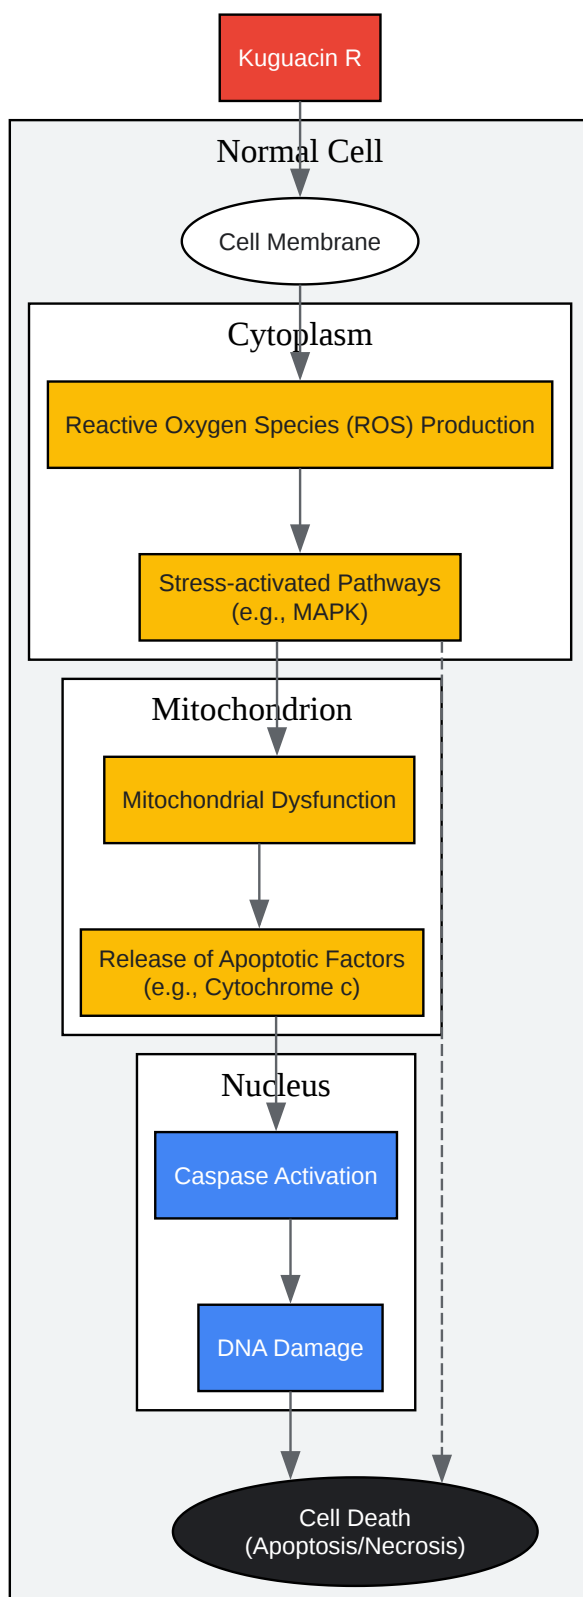 Kuguacin R
Normal Cell
Cell Membrane
Cytoplasm
Reactive Oxygen Species (ROS) Production
Stress-activated Pathways
(e.g., MAPK)
Mitochondrion
Mitochondrial Dysfunction
Release of Apoptotic Factors
(e.g., Cytochrome c)
Nucleus
Caspase Activation
DNA Damage
Cell Death
(Apoptosis/Necrosis)